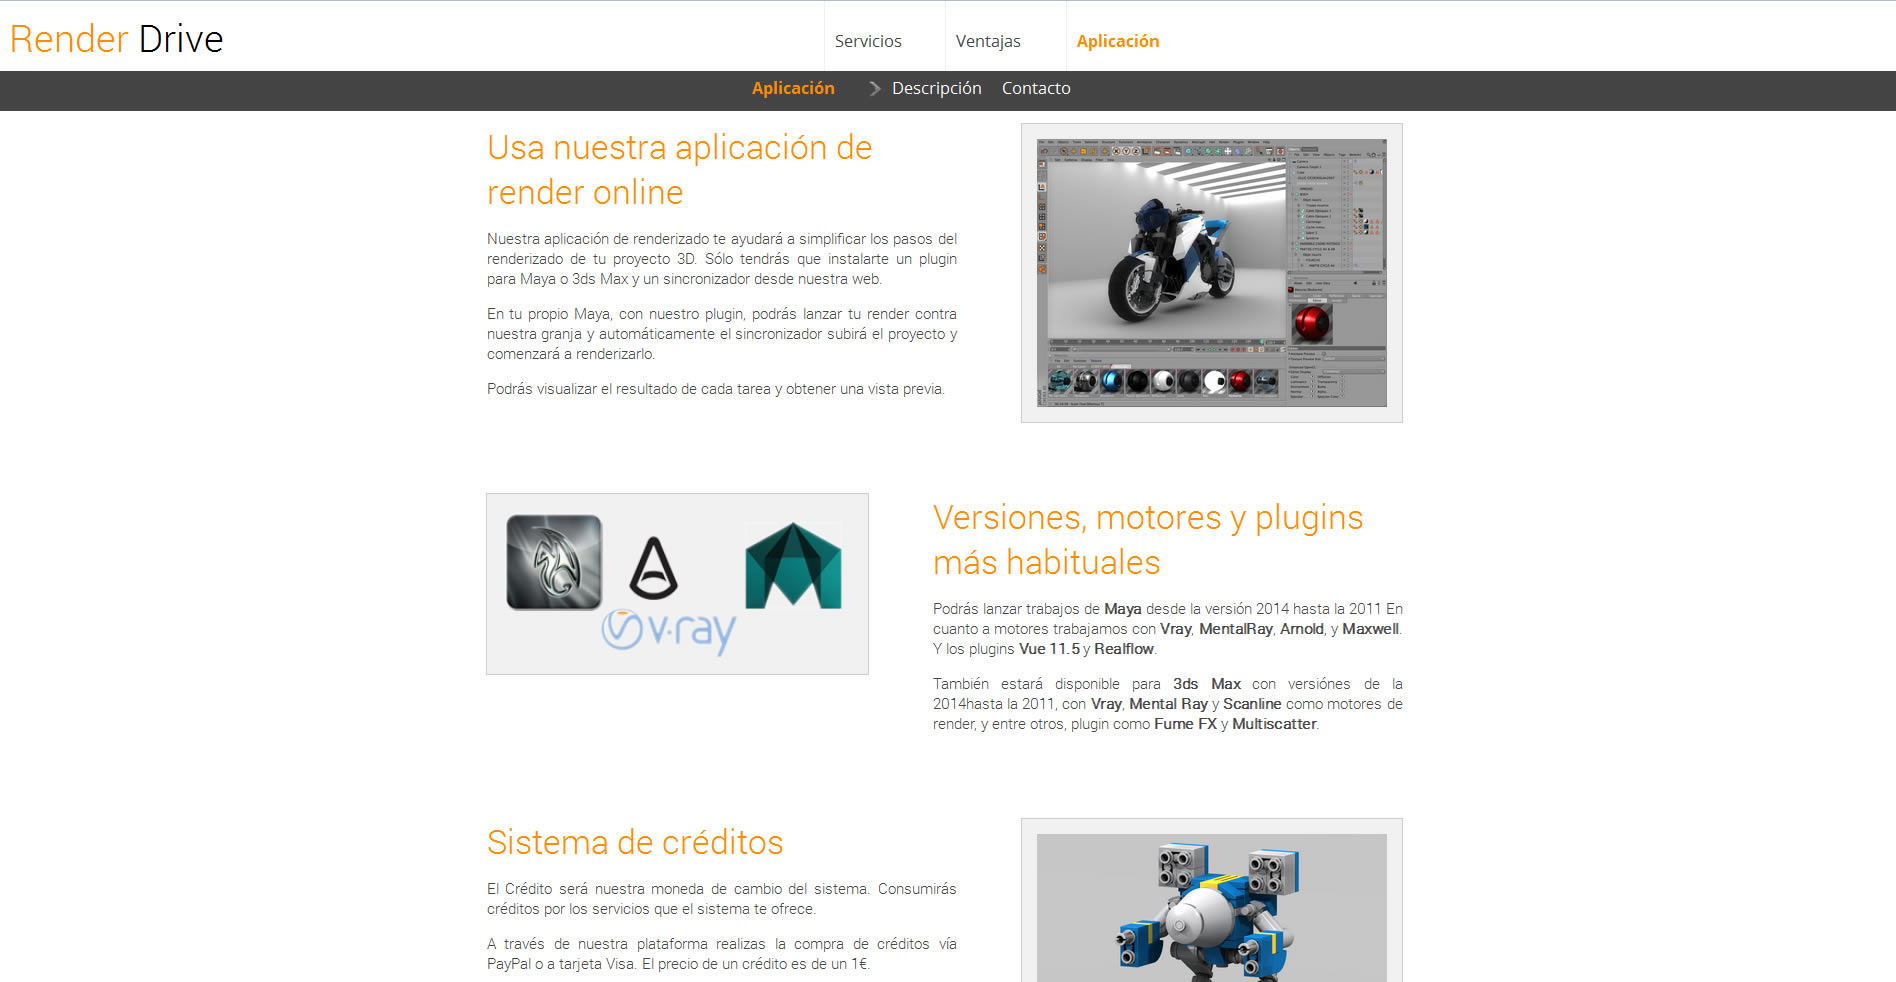 Render Drive
Servicios
Ventajas
Aplicación
Aplicación
Descripción
Contacto
Usa nuestra aplicación de
render online
Nuestra aplicación de renderizado te ayudará a simplificar los pasos del
renderizado de tu proyecto 3D. Sólo tendrás que instalarte un plugin
para Maya o 3ds Max y un sincronizador desde nuestra web.
En tu propio Maya, con nuestro plugin, podrás lanzar tu render contra
nuestra granja y automáticamente el sincronizador subirá el proyecto y
comenzará a renderizarlo.
Podrás visualizar el resultado de cada tarea y obtener una vista previa.
v·ray
Versiones, motores y plugins
más habituales
Podrás lanzar trabajos de Maya desde la versión 2014 hasta la 2011 En
cuanto a motores trabajamos con Vray, MentalRay, Arnold, y Maxwell.
Y los plugins Vue 11.5 y Realflow.
También estará disponible para 3ds Max con versiónes de la
2014hasta la 2011, con Vray, Mental Ray y Scanline como motores de
render, y entre otros, plugin como Fume FX y Multiscatter.
Sistema de créditos
El Crédito será nuestra moneda de cambio del sistema. Consumirás
créditos por los servicios que el sistema te ofrece.
A través de nuestra plataforma realizas la compra de créditos vía
PayPal o a tarjeta Visa. El precio de un crédito es de un 1€.